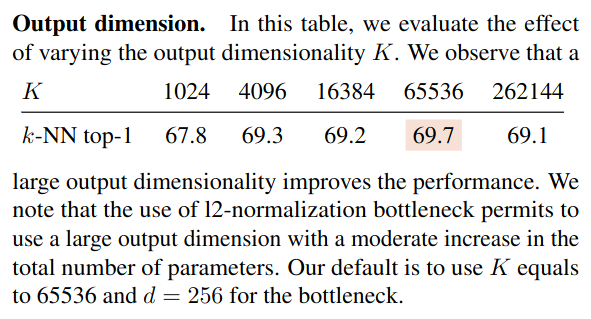 Output dimension. In this table, we evaluate the effect
of varying the output dimensionality K. We observe that a
K 1024 4096 16384 65536 262144
k-NN top-1 67.8 69.3 69.2 69.7 69.1
large output dimensionality improves the performance. We
note that the use of l2-normalization bottleneck permits to
use a large output dimension with a moderate increase in the
total number of parameters. Our default is to use K equals
to 65536 and d = 256 for the bottleneck.